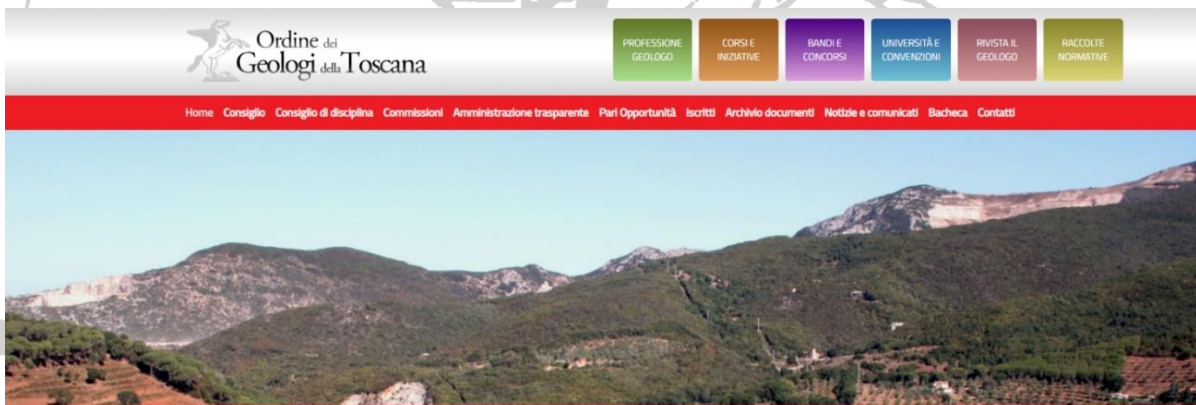 Ordine dei
Geologi della Toscana
PROFESSIONE
GEOLOGO
CORSI E
INIZIATIVE
BANDI E
CONCORSI
UNIVERSITÀ E
CONVENZIONI
RIVISTA IL
GEOLOGO
RACCOLTE
NORMATIVE
Home Consiglio Consiglio di disciplina Commissioni Amministrazione trasparente Pari Opportunità Iscritti Archivio documenti Notizie e comunicati Bacheca Contatti